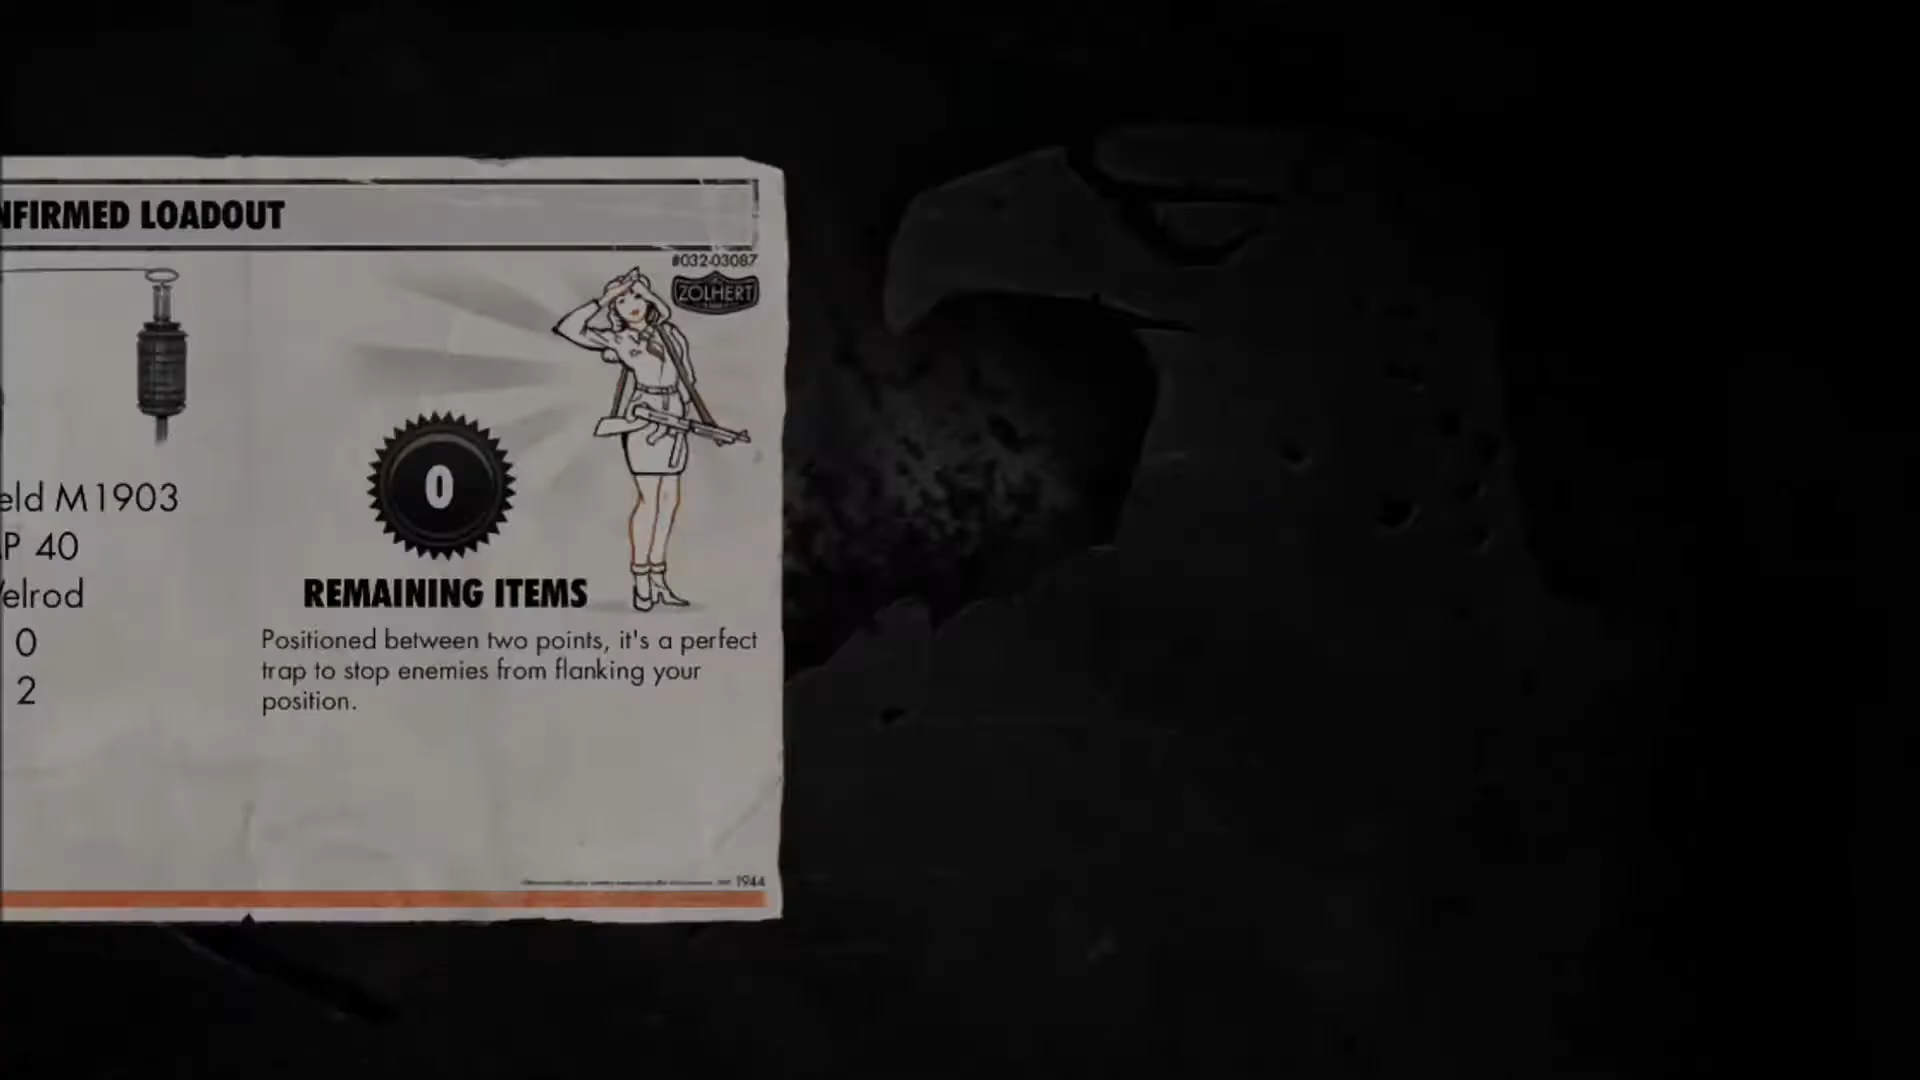 NFIRMED LOADOUT
#032-03087
ZOLHERT
eld M1903
P 40
elrod
0
2
0
REMAINING ITEMS
Positioned between two points, it's a perfect
trap to stop enemies from flanking your
position.
1944